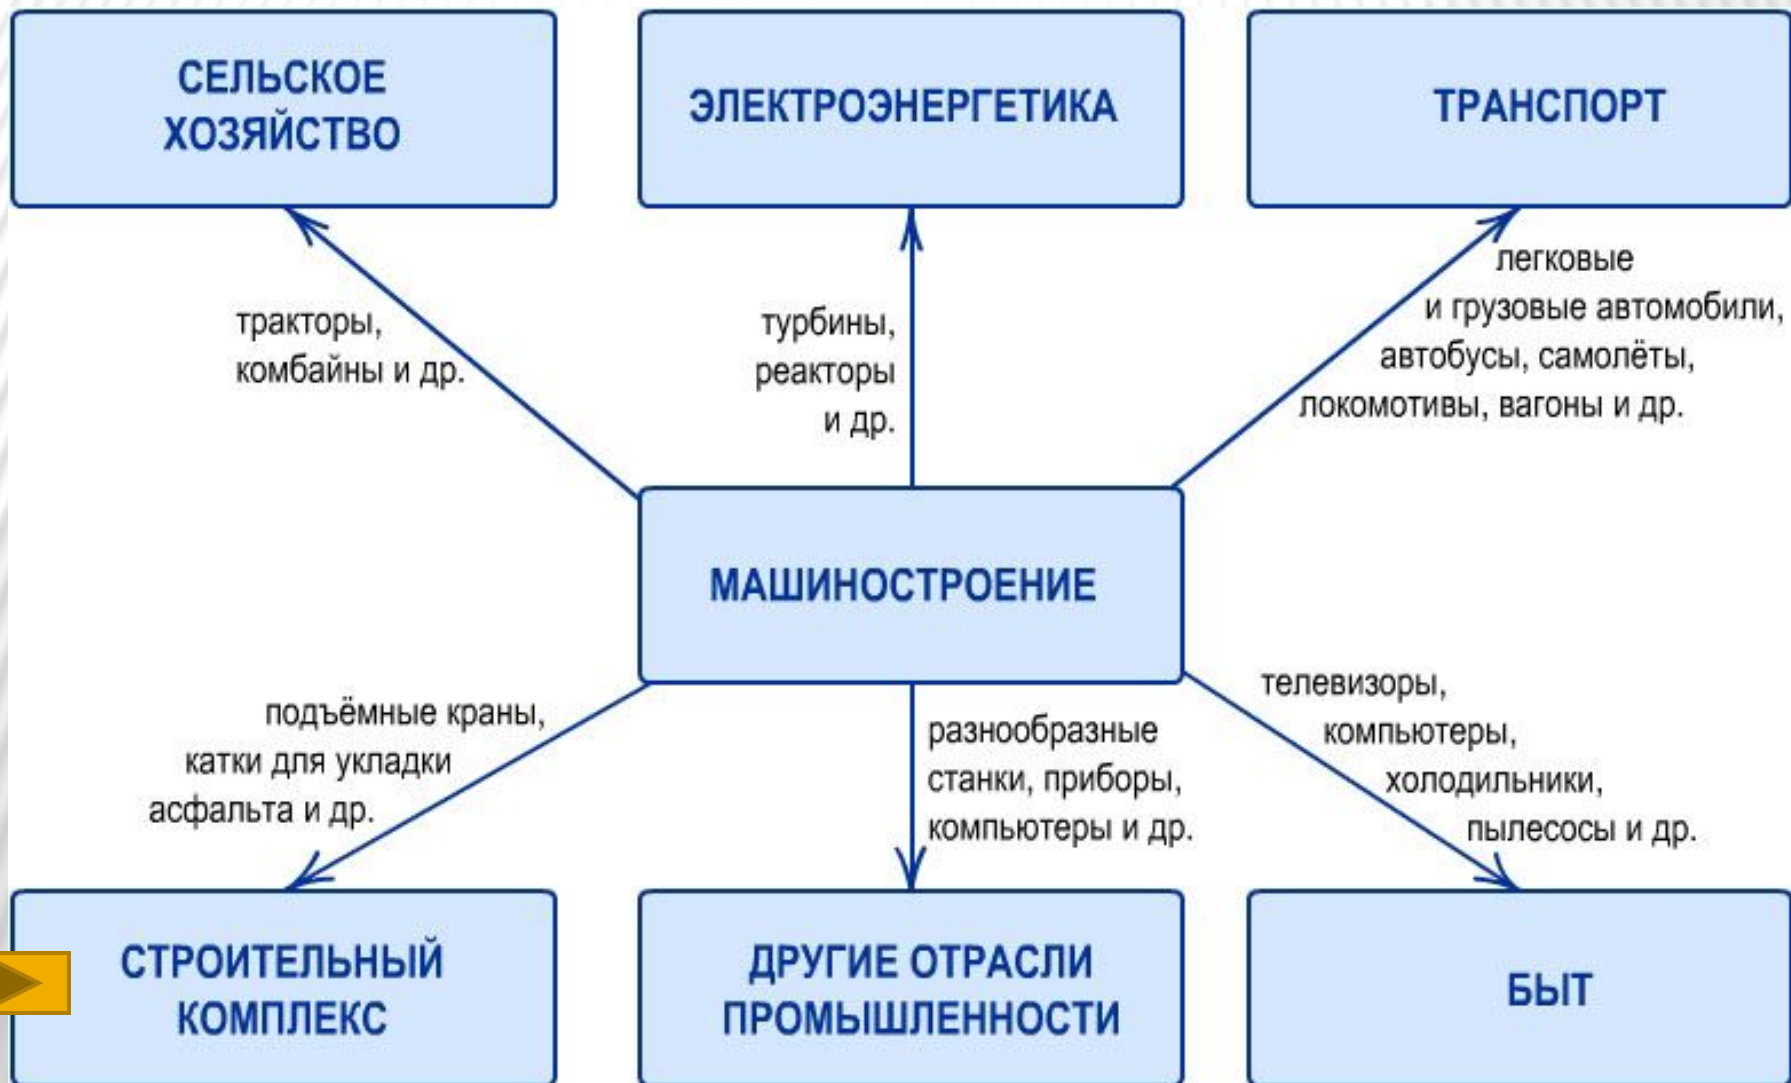 СЕЛЬСКОЕ
ХОЗЯЙСТВО
ЭЛЕКТРОЭНЕРГЕТИКА
ТРАНСПОРТ
тракторы,
комбайны и др.
турбины,
реакторы
и др.
легковые
и грузовые автомобили,
автобусы, самолёты,
локомотивы, вагоны и др.
МАШИНОСТРОЕНИЕ
подъёмные краны,
катки для укладки
асфальта и др.
разнообразные
станки, приборы,
компьютеры и др.
телевизоры,
компьютеры,
холодильники,
пылесосы и др.
СТРОИТЕЛЬНЫЙ
КОМПЛЕКС
ДРУГИЕ ОТРАСЛИ
ПРОМЫШЛЕННОСТИ
БЫТ